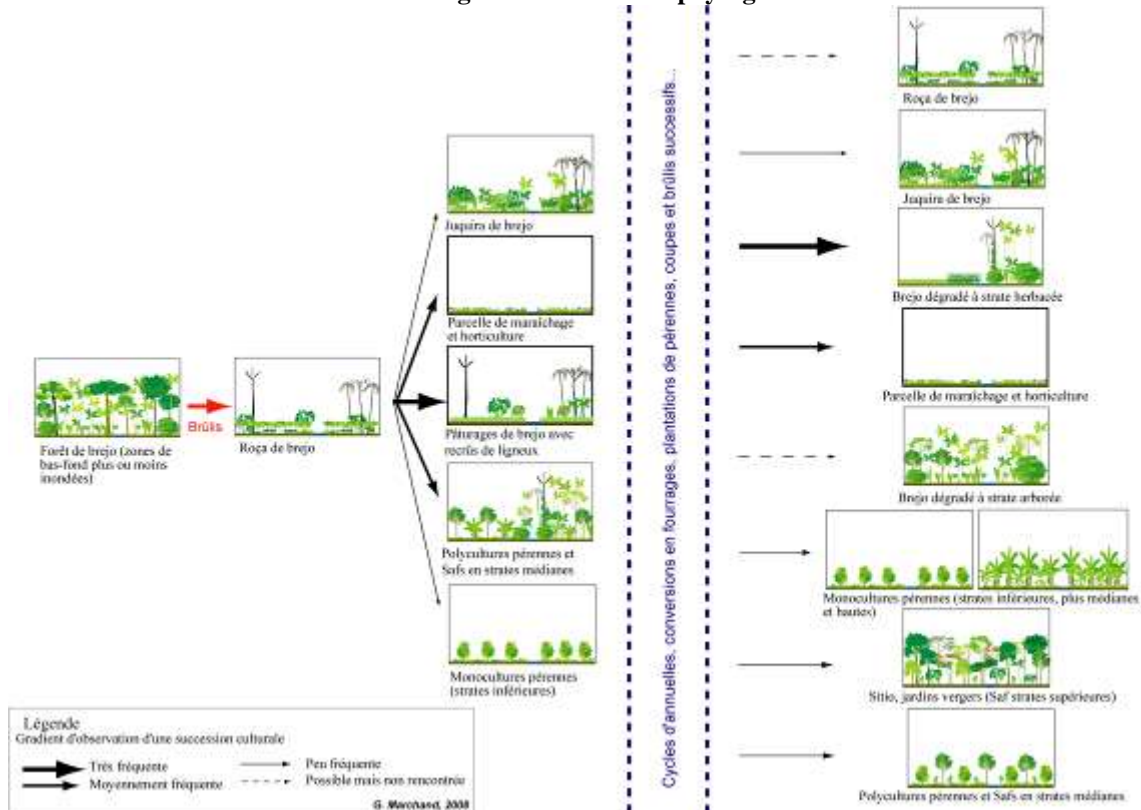 Forêt de brejo (zones de
bas-fond plus ou moins
inondées)
Brûlis
Roça de brejo
Juquira de brejo
Parcelle de maraîchage
et horticulture
Pâturages de brejo avec
recrûs de ligneux
Polycultures pérennes et
Safs en strates médianes
Monocultures pérennes
(strates inférieures)
Cycles d'annuelles, conversions en fourrages, plantations de pérennes, coupes et brûlis successifs...
Roça de brejo
Juquira de brejo
Brejo dégradé à strate herbacée
Parcelle de maraîchage et horticulture
Brejo dégradé à strate arborée
Monocultures pérennes (strates inférieures, plus médianes
et hautes)
Sitio, jardins vergers (Saf strates supérieures)
Polycultures pérennes et Safs en strates médianes
Légende
Gradient d'observation d'une succession culturale
Très fréquente
Moyennement fréquente
Peu fréquente
Possible mais non rencontrée
G. Marchand, 2008